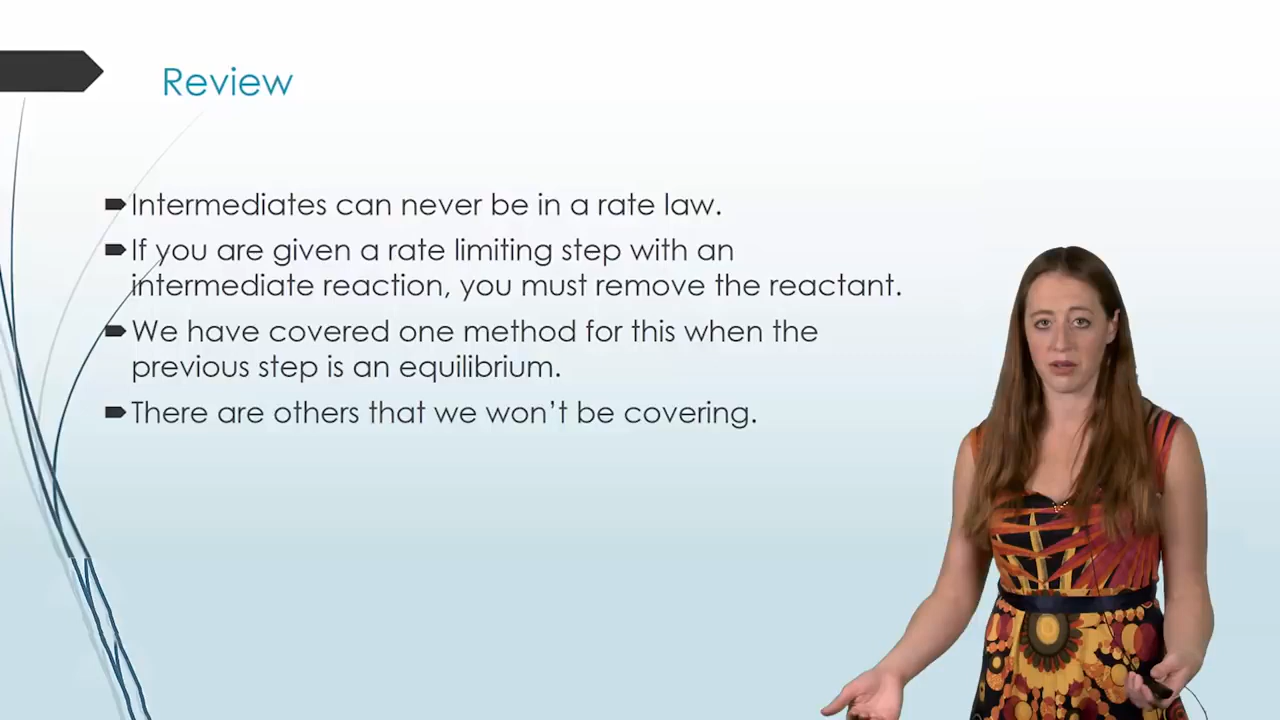 Review
Intermediates can never be in a rate law.
If you are given a rate limiting step with an
intermediate reaction, you must remove the reactant.
We have covered one method for this when the
previous step is an equilibrium.
There are others that we won't be covering.